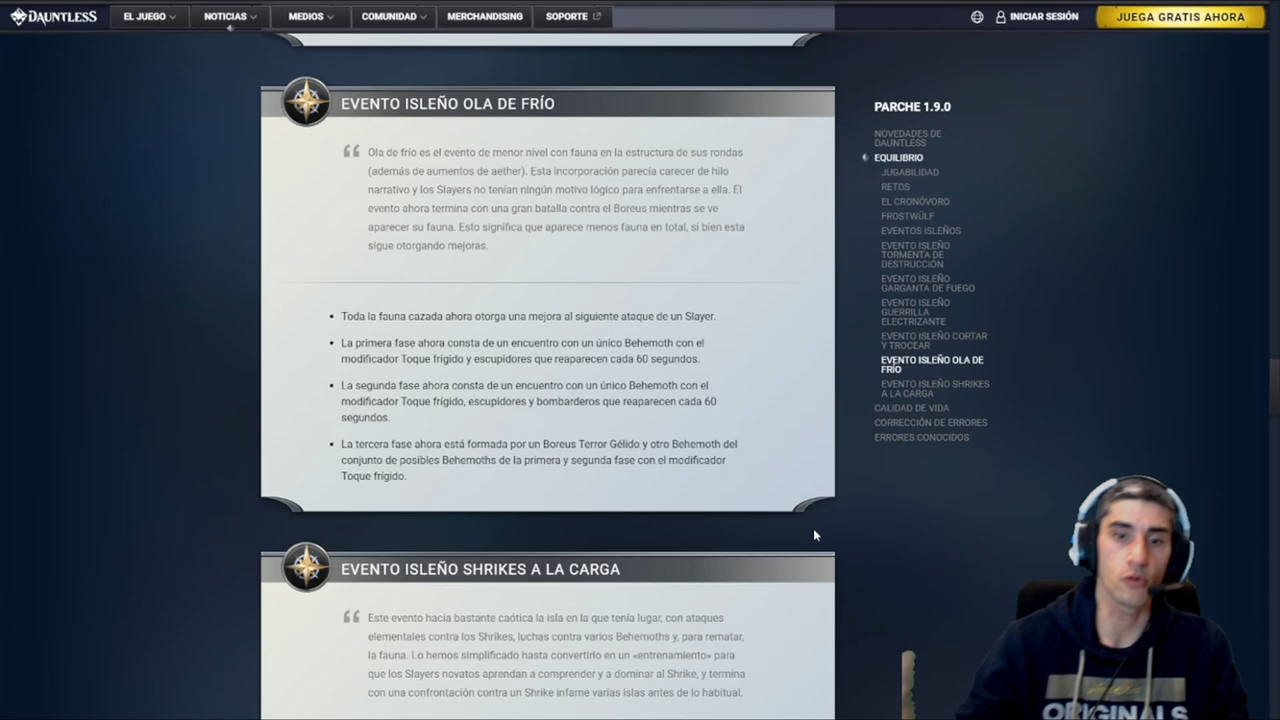 DAUNTLESS
EL JUEGO
NOTICIAS
MEDIOS
COMUNIDAD
MERCHANDISING
SOPORTE
INICIAR SESIÓN
JUEGA GRATIS AHORA
EVENTO ISLEÑO OLA DE FRÍO
Ola de frío es el evento de menor nivel con fauna en la estructura de sus rondas
(además de aumentos de aether). Esta incorporación parecía carecer de hilo
narrativo y los Slayers no tenían ningún motivo lógico para enfrentarse a ella. El
evento ahora termina con una gran batalla contra el Boreus mientras se ve
aparecer su fauna. Esto significa que aparece menos fauna en total, si bien esta
sigue otorgando mejoras.
• Toda la fauna cazada ahora otorga una mejora al siguiente ataque de un Slayer.
• La primera fase ahora consta de un encuentro con un único Behemoth con el
modificador Toque frígido y escupidores que reaparecen cada 60 segundos.
• La segunda fase ahora consta de un encuentro con un único Behemoth con el
modificador Toque frígido, escupidores y bombarderos que reaparecen cada 60
segundos.
• La tercera fase ahora está formada por un Boreus Terror Gélido y otro Behemoth del
conjunto de posibles Behemoths de la primera y segunda fase con el modificador
Toque frígido.
EVENTO ISLEÑO SHRIKES A LA CARGA
Este evento hacía bastante caótica la isla en la que tenía lugar, con ataques
elementales contra los Shrikes, luchas contra varios Behemoths y, para rematar,
la fauna. Lo hemos simplificado hasta convertirlo en un «entrenamiento» para
que los Slayers novatos aprendan a comprender y a dominar al Shrike, y termina
con una confrontación contra un Shrike infame varias islas antes de lo habitual.
PARCHE 1.9.0
NOVEDADES DE
DAUNTLESS
EQUILIBRIO
JUGABILIDAD
RETOS
EL CRONÓVORO
FROSTWÜLF
EVENTOS ISLEÑOS
EVENTO ISLEÑO
TORMENTA DE
DESTRUCCIÓN
EVENTO ISLEÑO
GARGANTA DE FUEGO
EVENTO ISLEÑO
GUERRILLA
ELECTRIZANTE
EVENTO ISLEÑO CORTAR
Y TROCEAR
EVENTO ISLEÑO OLA DE
FRÍO
EVENTO ISLEÑO SHRIKES
A LA CARGA
CALIDAD DE VIDA
CORRECCIÓN DE ERRORES
ERRORES CONOCIDOS
ORIGINALS